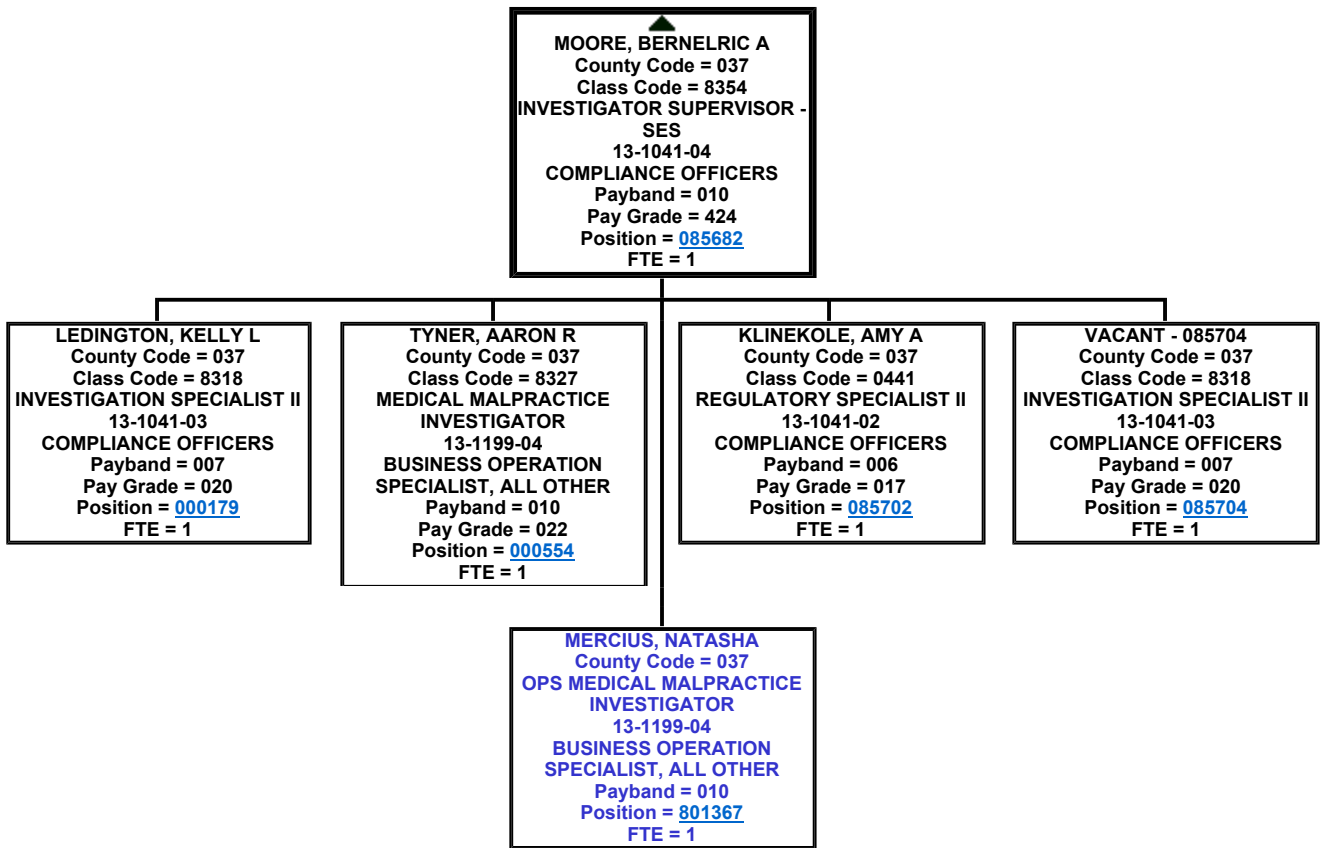 MOORE, BERNELRIC A
County Code = 037
Class Code = 8354
INVESTIGATOR SUPERVISOR -
SES
13-1041-04
COMPLIANCE OFFICERS
Payband = 010
Pay Grade = 424
Position = 085682
FTE = 1
LEDINGTON, KELLY L
County Code = 037
Class Code = 8318
INVESTIGATION SPECIALIST II
13-1041-03
COMPLIANCE OFFICERS
Payband = 007
Pay Grade = 020
Position = 000179
FTE = 1
TYNER, AARON R
County Code = 037
Class Code = 8327
MEDICAL MALPRACTICE
INVESTIGATOR
13-1199-04
BUSINESS OPERATION
SPECIALIST, ALL OTHER
Payband = 010
Pay Grade = 022
Position = 000554
FTE = 1
KLINEKOLE, AMY A
County Code = 037
Class Code = 0441
REGULATORY SPECIALIST II
13-1041-02
COMPLIANCE OFFICERS
Payband = 006
Pay Grade = 017
Position = 085702
FTE = 1
VACANT - 085704
County Code = 037
Class Code = 8318
INVESTIGATION SPECIALIST II
13-1041-03
COMPLIANCE OFFICERS
Payband = 007
Pay Grade = 020
Position = 085704
FTE = 1
MERCIUS, NATASHA
County Code = 037
OPS MEDICAL MALPRACTICE
INVESTIGATOR
13-1199-04
BUSINESS OPERATION
SPECIALIST, ALL OTHER
Payband = 010
Position = 801367
FTE = 1